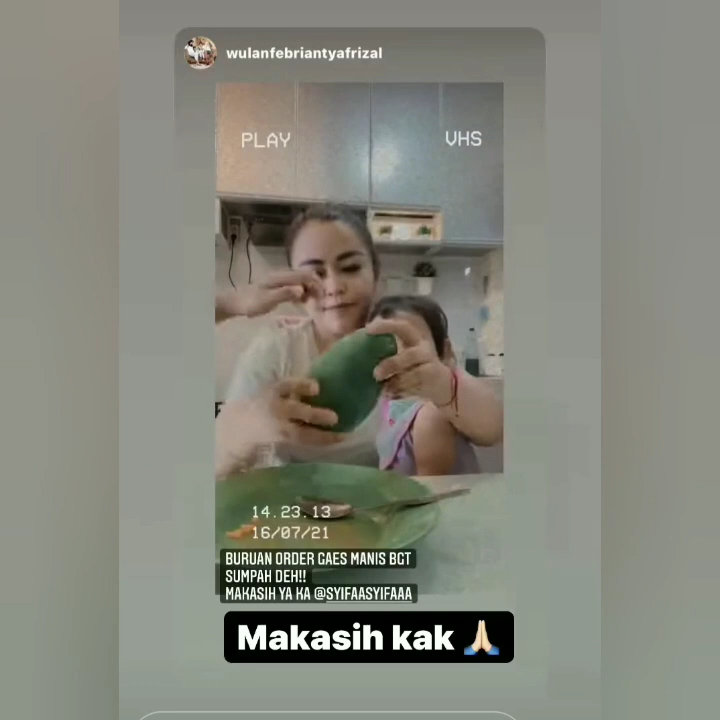 wulanfebriantyafrizal
PLAY
VHS
14.23.13
16/07/21
BURUAN ORDER GAES MANIS BGT
SUMPAH DEH!!
MAKASIH YA KA @SYIFAASYIFAAA
Makasih kak 🙏🏻